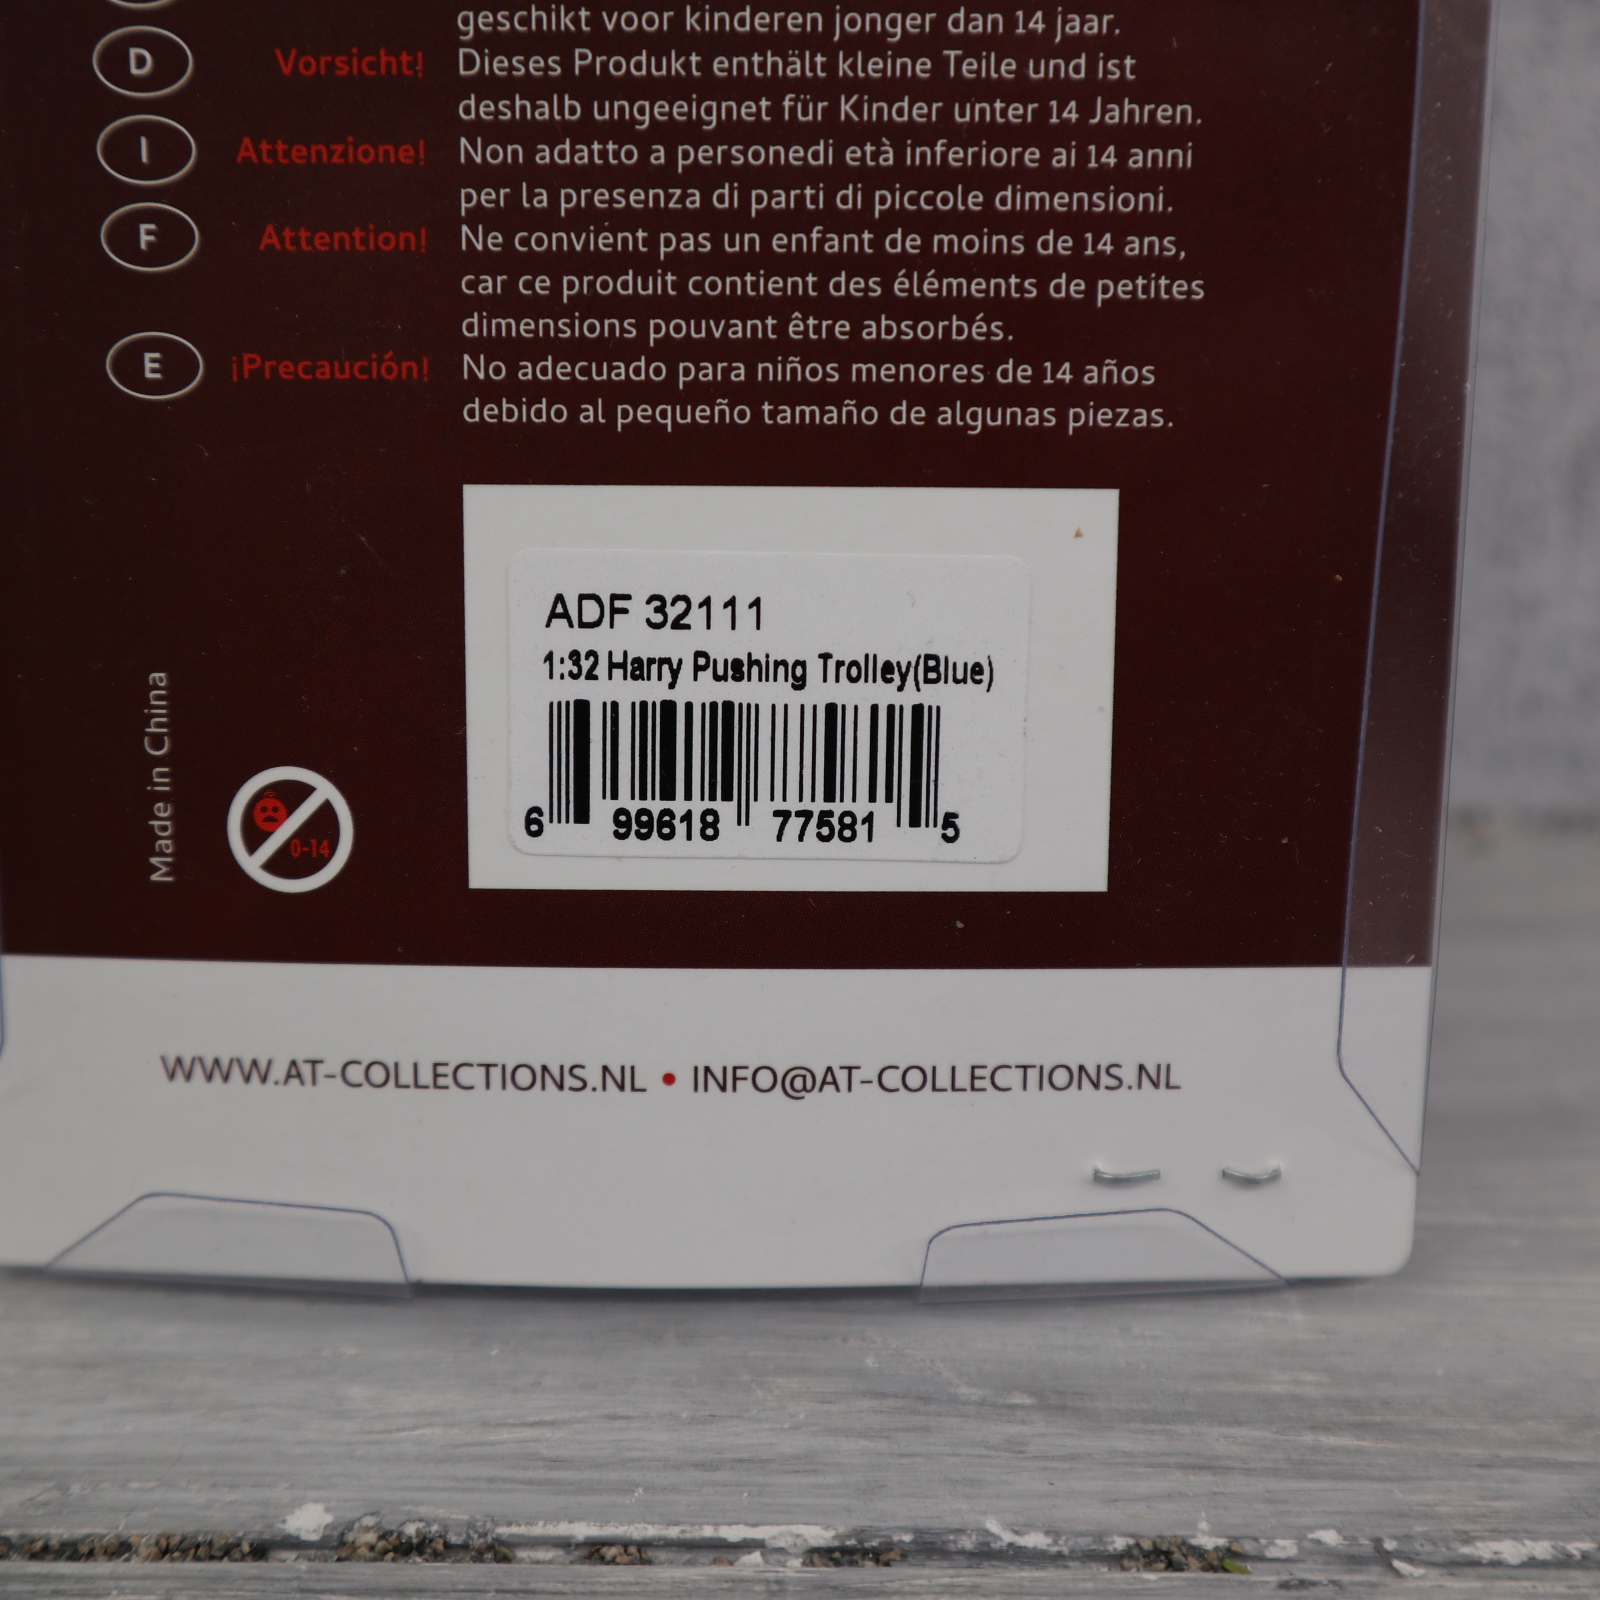 geschikt voor kinderen jonger dan 14 jaar.
D Vorsicht! Dieses Produkt enthält kleine Teile und ist
deshalb ungeeignet für Kinder unter 14 Jahren.
I Attenzione! Non adatto a personedi età inferiore ai 14 anni
per la presenza di parti di piccole dimensioni.
F Attention! Ne conviént pas un enfant de moins de 14 ans,
car ce produit contient des éléments de petites
dimensions pouvant être absorbés.
E ¡Precaución! No adecuado para niños menores de 14 años
debido al pequeño tamaño de algunas piezas.
ADF 32111
1:32 Harry Pushing Trolley(Blue)
6 99618 77581 5
Made in China
0-14
WWW.AT-COLLECTIONS.NL • INFO@AT-COLLECTIONS.NL